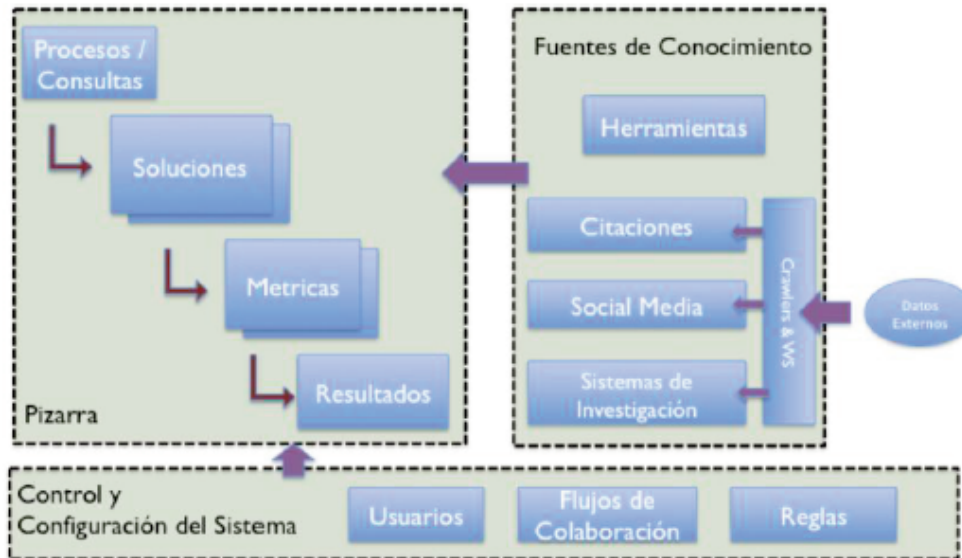 Procesos /
Consultas
Soluciones
Metricas
Resultados
Pizarra
Fuentes de Conocimiento
Herramientas
Citaciones
Social Media
Sistemas de
Investigación
Crawlers & WS
Datos
Externos
Control y
Configuración del Sistema
Usuarios
Flujos de
Colaboración
Reglas